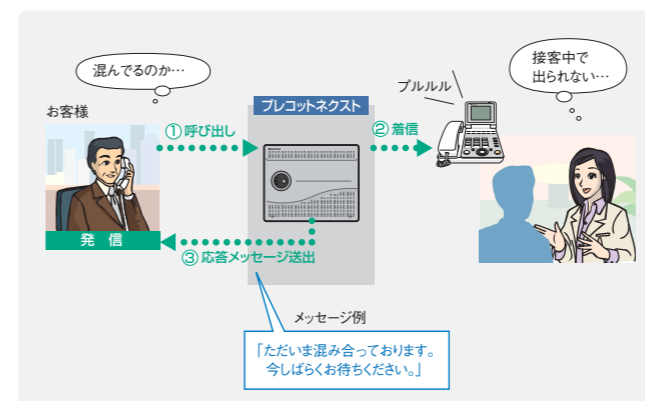 混んでるのか…
お客様
発信
①呼び出し
プレコットネクスト
②着信
プルルル
接客中で
出られない…
③応答メッセージ送出
メッセージ例
「ただいま混み合っております。
今しばらくお待ちください。」